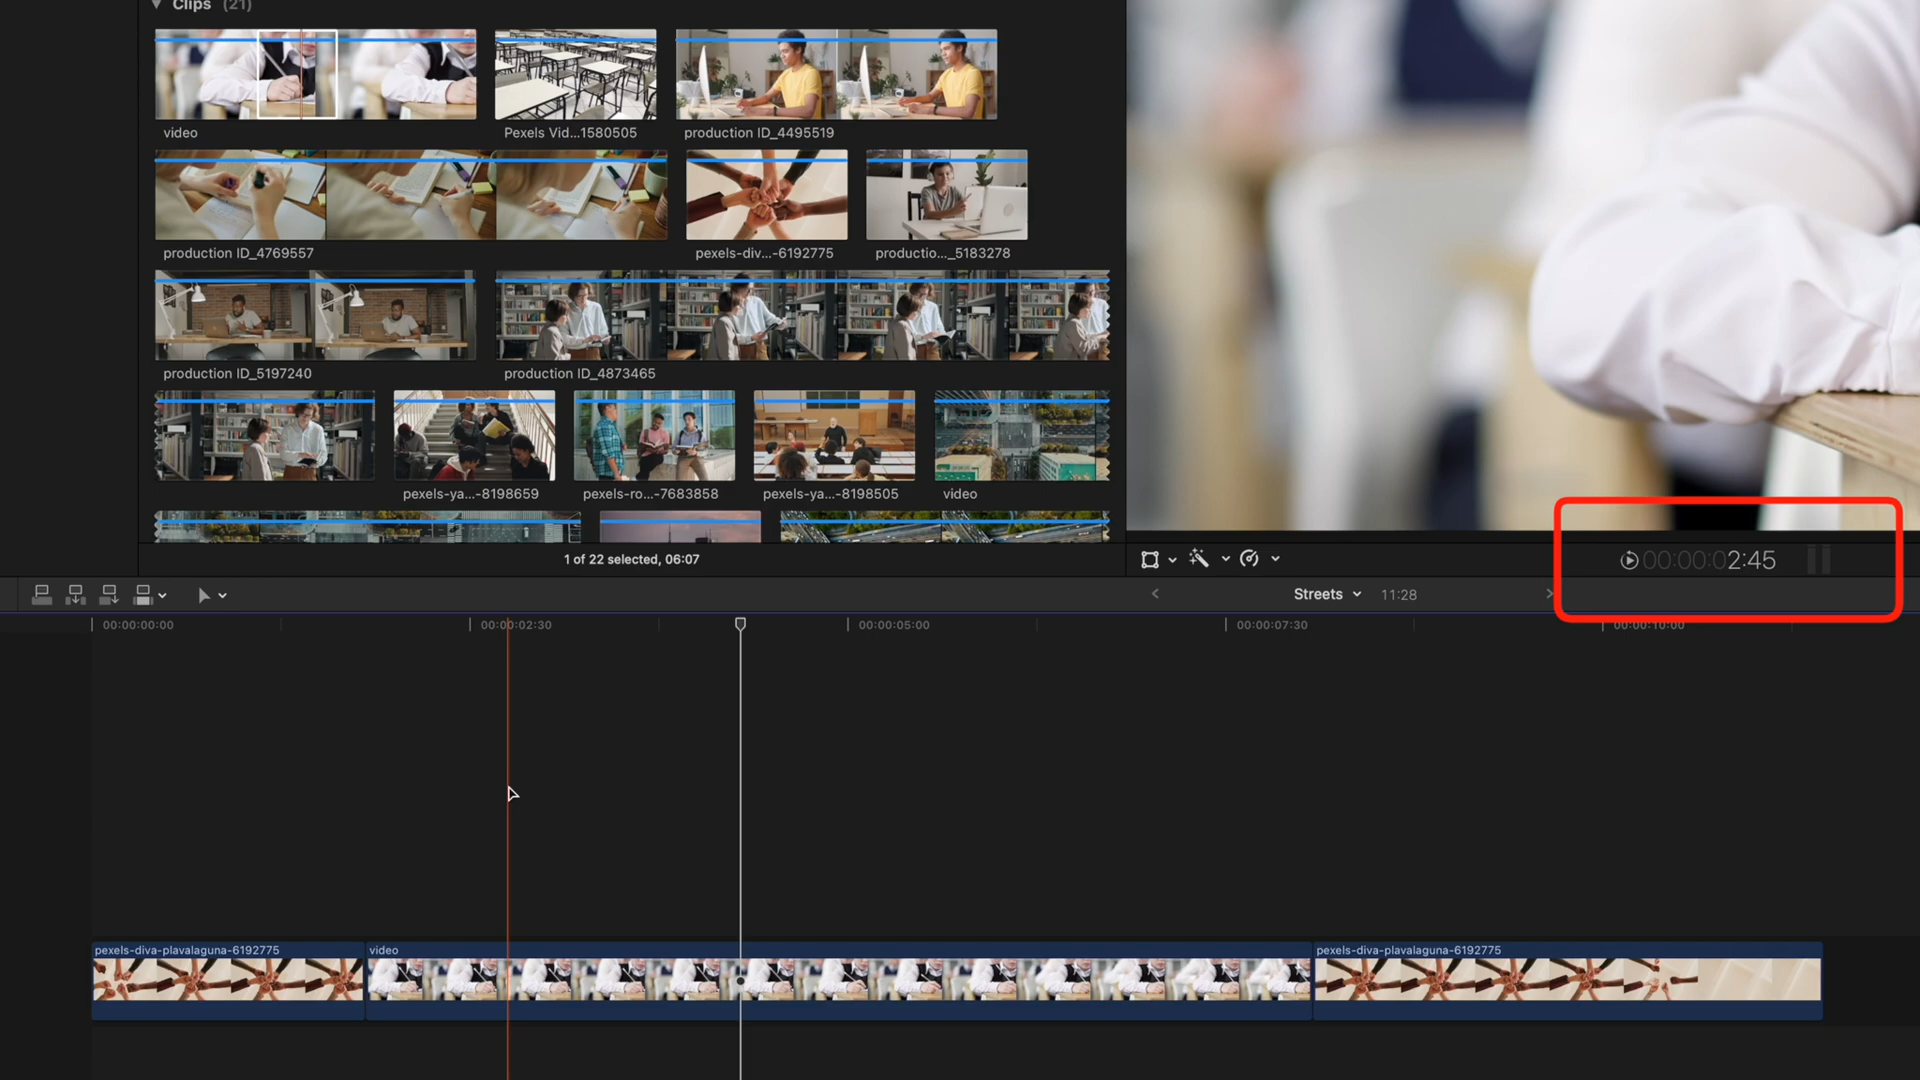 Clips (21)
video
Pexels Vid...1580505
production ID_4495519
production ID_4769557
pexels-div...-6192775
productio..._5183278
production ID_5197240
production ID_4873465
pexels-ya...-8198659
pexels-ro...-7683858
pexels-ya...-8198505
video
1 of 22 selected, 06:07
00:00:02:45
Streets
11:28
00:00:00:00
00:00:02:30
00:00:05:00
00:00:07:30
00:00:10:00
pexels-diva-plavalaguna-6192775
video
pexels-diva-plavalaguna-6192775